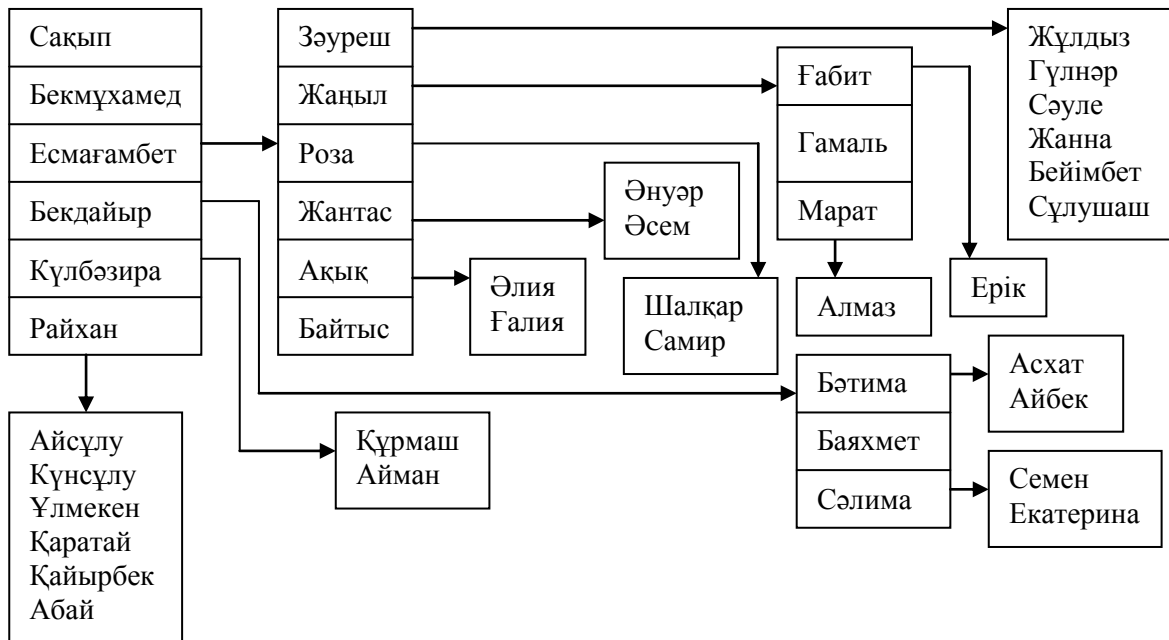 Сақып
Бекмұхамед
Есмағамбет
Бекдайыр
Күлбәзира
Райхан
Зәуреш
Жаңыл
Роза
Жантас
Ақық
Байтыс
Жұлдыз
Гүлнәр
Сәуле
Жанна
Бейімбет
Сұлушаш
Ғабит
Гамаль
Марат
Әнуәр
Әсем
Әлия
Ғалия
Шалқар
Самир
Алмаз
Ерік
Бәтима
Баяхмет
Сәлима
Асхат
Айбек
Семен
Екатерина
Айсұлу
Күнсұлу
Ұлмекен
Қаратай
Қайырбек
Абай
Құрмаш
Айман